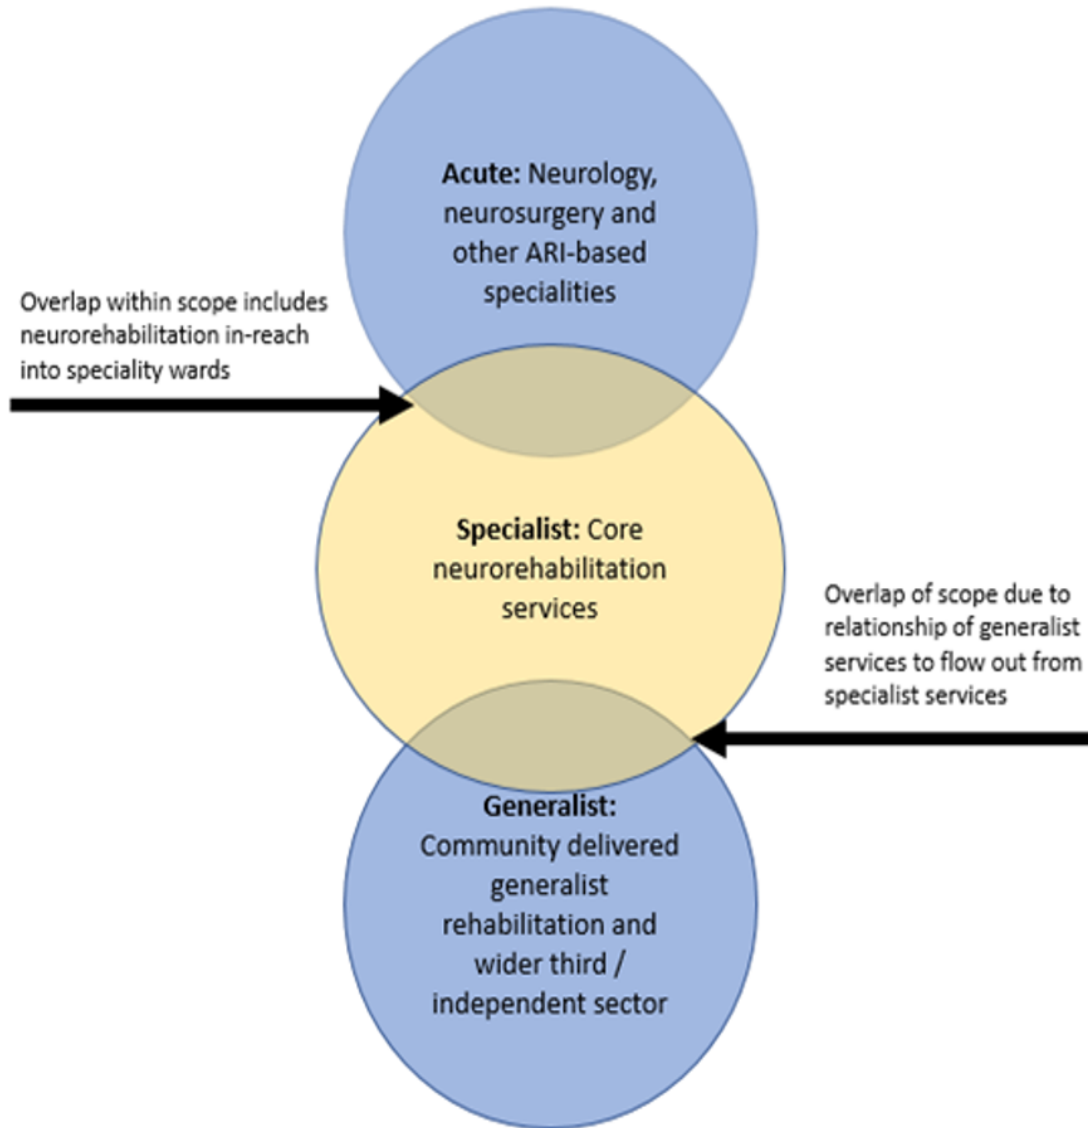 Acute: Neurology,
neurosurgery and
other ARI-based
specialities
Overlap within scope includes
neurorehabilitation in-reach
into speciality wards
Specialist: Core
neurorehabilitation
services
Overlap of scope due to
relationship of generalist
services to flow out from
specialist services
Generalist:
Community delivered
generalist
rehabilitation and
wider third /
independent sector